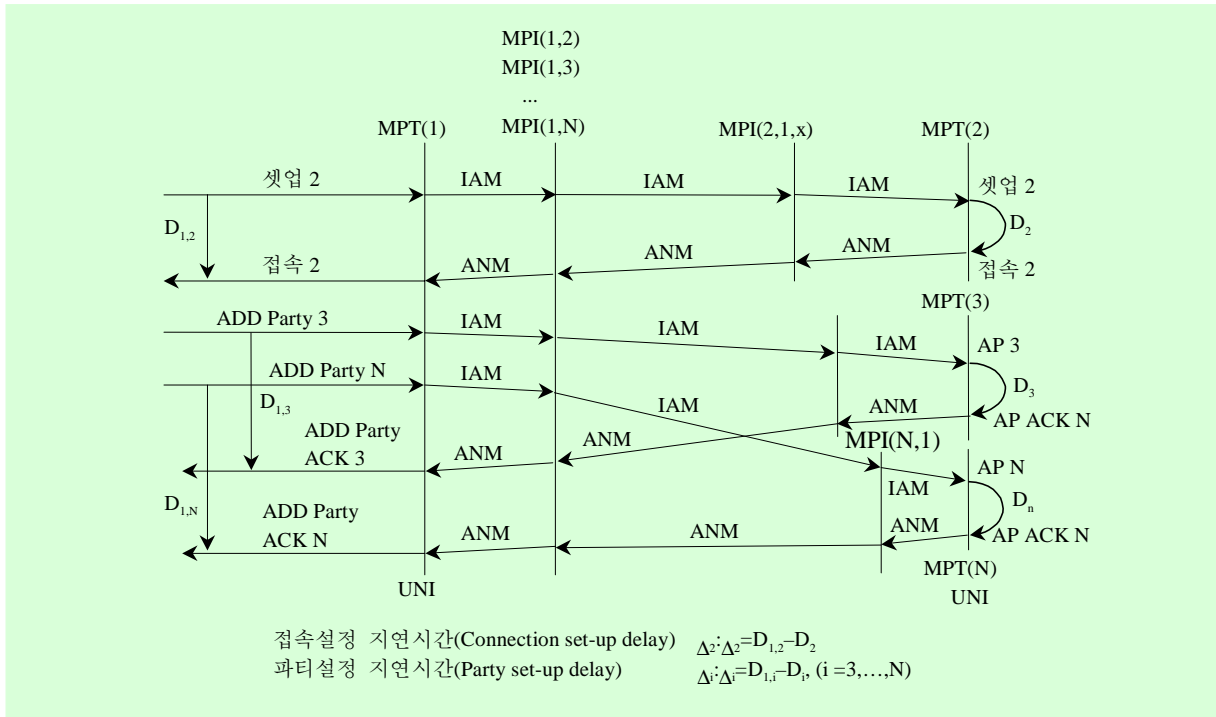 MPI(1,2)
MPI(1,3)
...
MPT(1) MPI(1,N) MPI(2,1,x) MPT(2)
셋업 2 IAM IAM IAM 셋업 2
D1,2 D2
접속 2 ANM ANM ANM 접속 2
MPT(3)
ADD Party 3 IAM IAM IAM AP 3
ADD Party N IAM IAM D3
D1,3
ADD Party ANM ANM AP ACK N
ACK 3 ANM MPI(N,1)
AP N
D1,N IAM Dn
ADD Party
ACK N ANM ANM ANM AP ACK N
MPT(N)
UNI UNI
접속설정 지연시간(Connection set-up delay) Δ2:Δ2=D1,2–D2
파티설정 지연시간(Party set-up delay) Δi:Δi=D1,i–Di, (i =3,…,N)